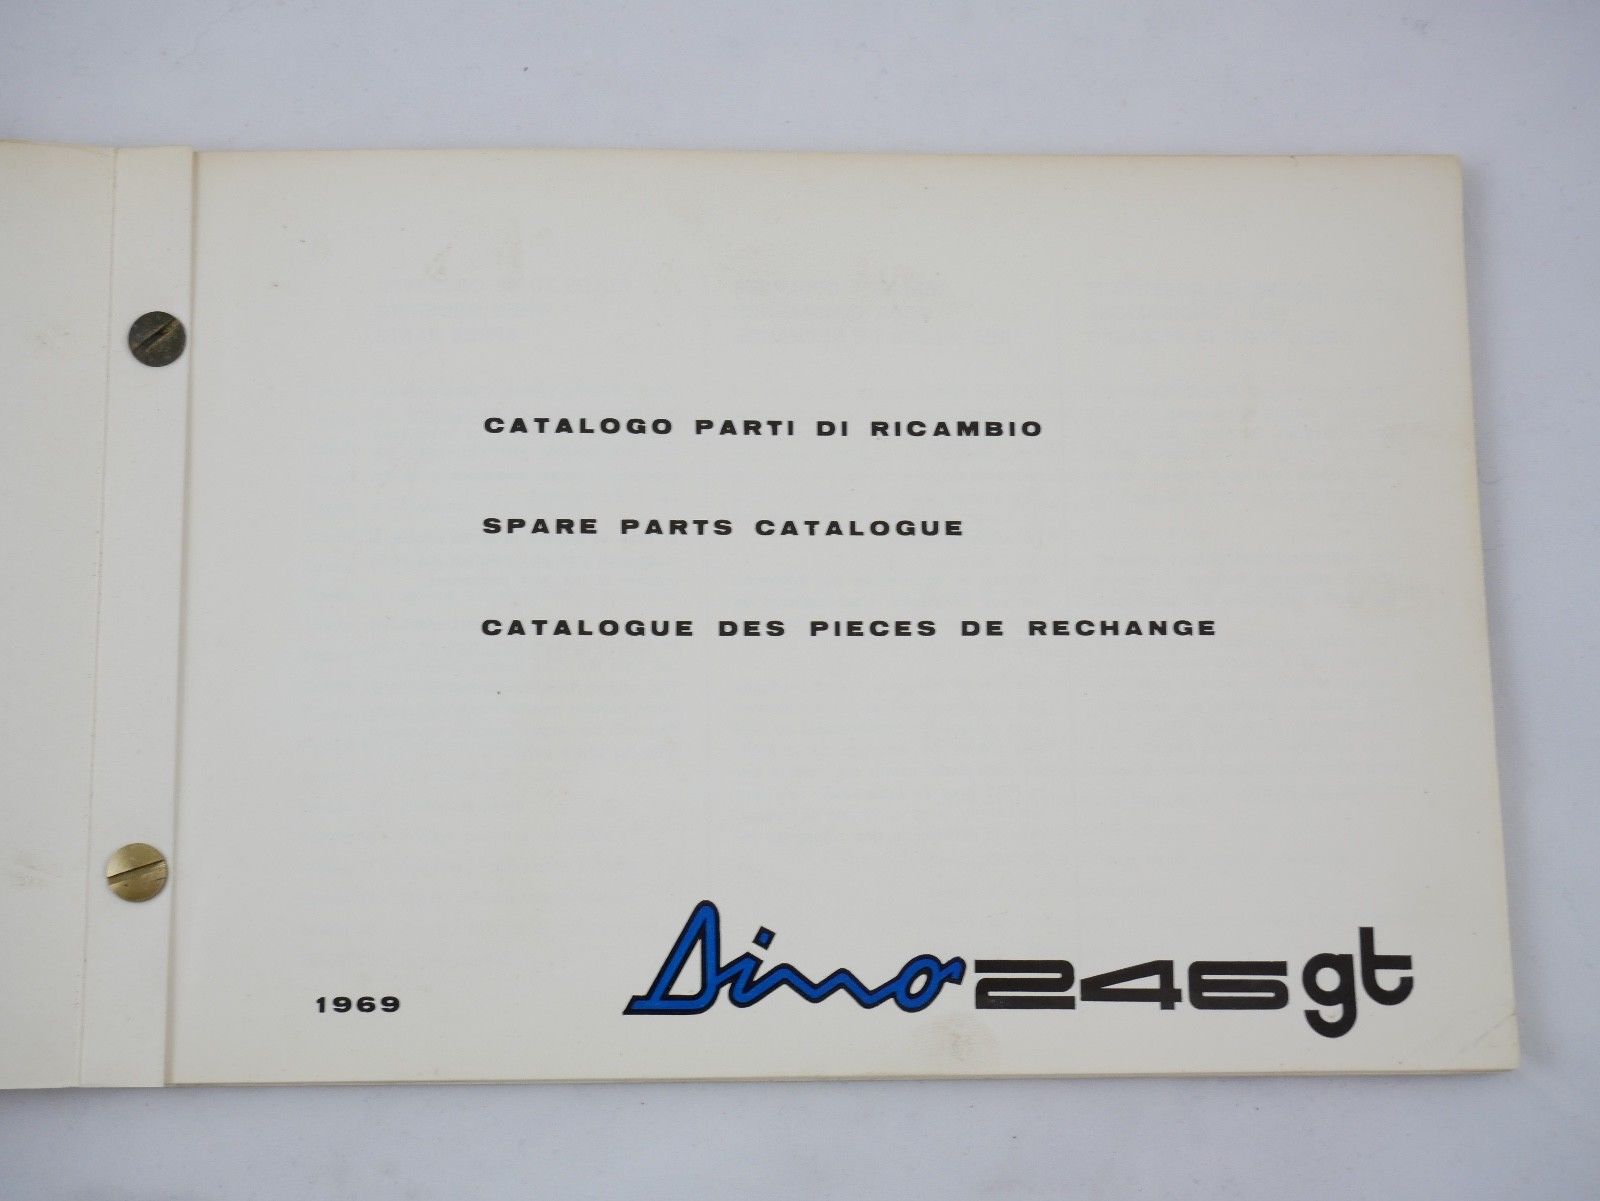 CATALOGO PARTI DI RICAMBIO
SPARE PARTS CATALOGUE
CATALOGUE DES PIECES DE RECHANGE
1969
Dino 246 gt